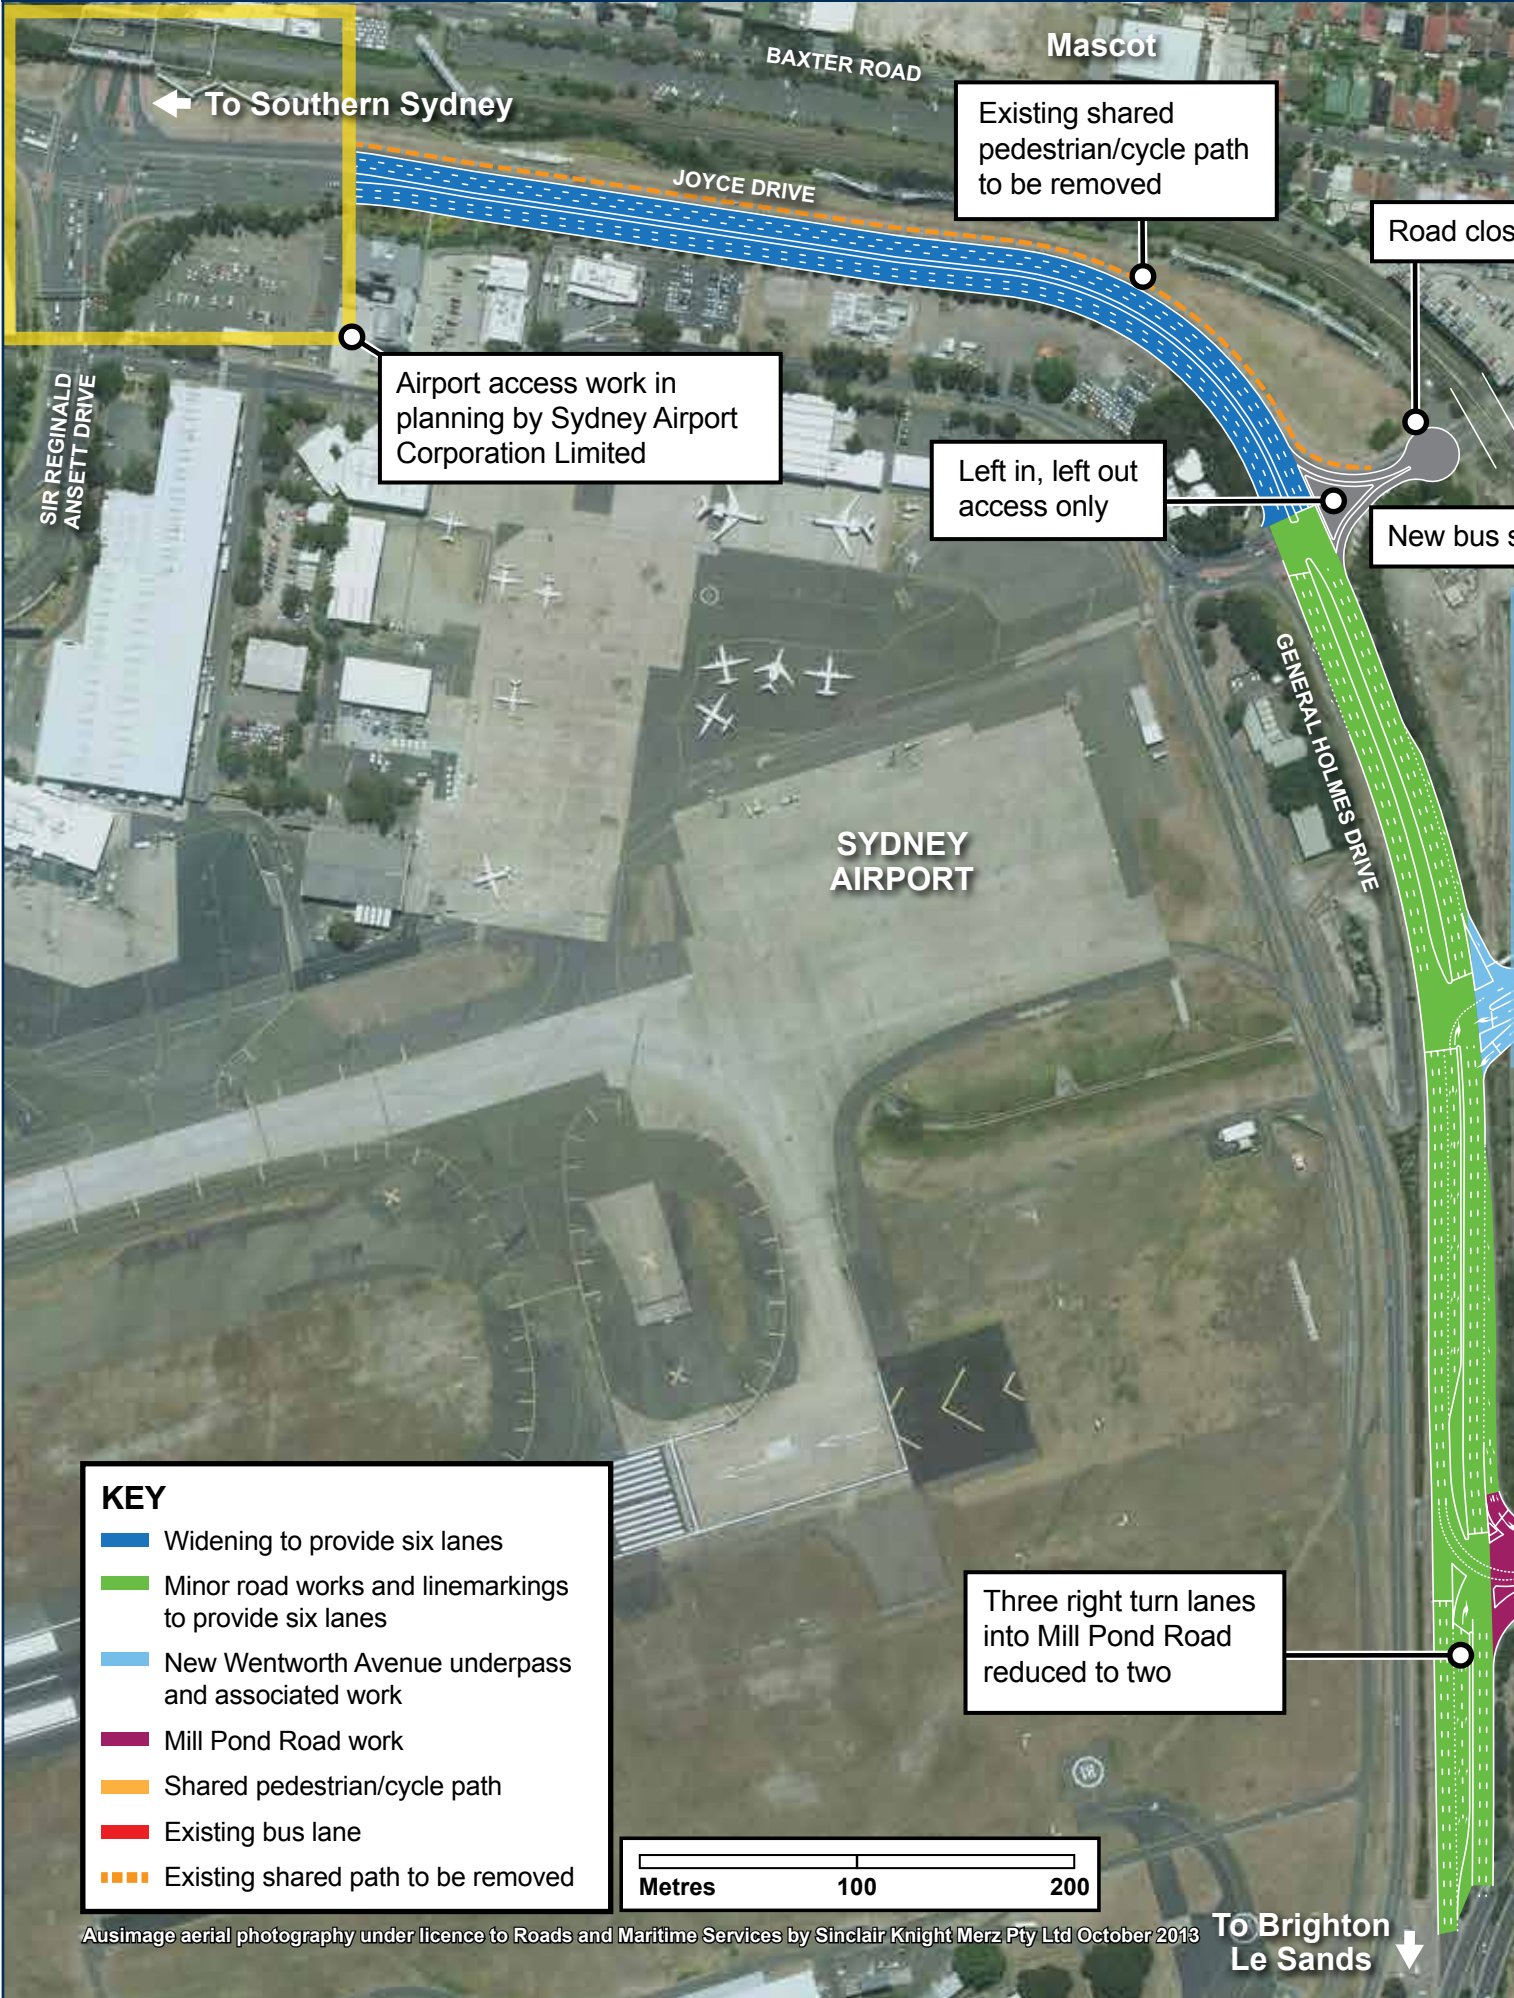 Mascot
BAXTER ROAD
To Southern Sydney
Existing shared
pedestrian/cycle path
to be removed
JOYCE DRIVE
Road clos
Airport access work in
planning by Sydney Airport
Corporation Limited
SIR REGINALD
ANSETT DRIVE
Left in, left out
access only
New bus s
GENERAL HOLMES DRIVE
SYDNEY
AIRPORT
KEY
Widening to provide six lanes
Minor road works and linemarkings
to provide six lanes
New Wentworth Avenue underpass
and associated work
Mill Pond Road work
Shared pedestrian/cycle path
Existing bus lane
Existing shared path to be removed
Three right turn lanes
into Mill Pond Road
reduced to two
Metres 100 200
Ausimage aerial photography under licence to Roads and Maritime Services by Sinclair Knight Merz Pty Ltd October 2013
To Brighton
Le Sands